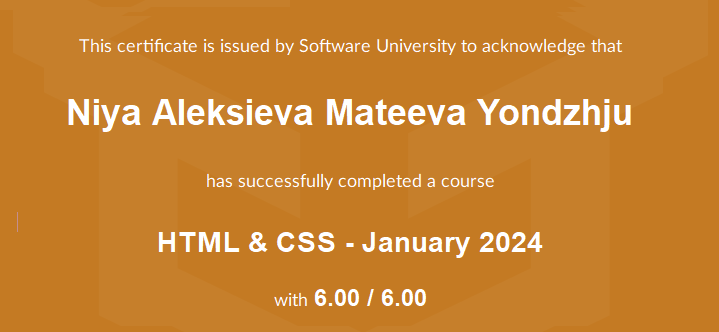 This certificate is issued by Software University to acknowledge that
Niya Aleksieva Mateeva Yondzhju
has successfully completed a course
HTML & CSS - January 2024
with 6.00 / 6.00